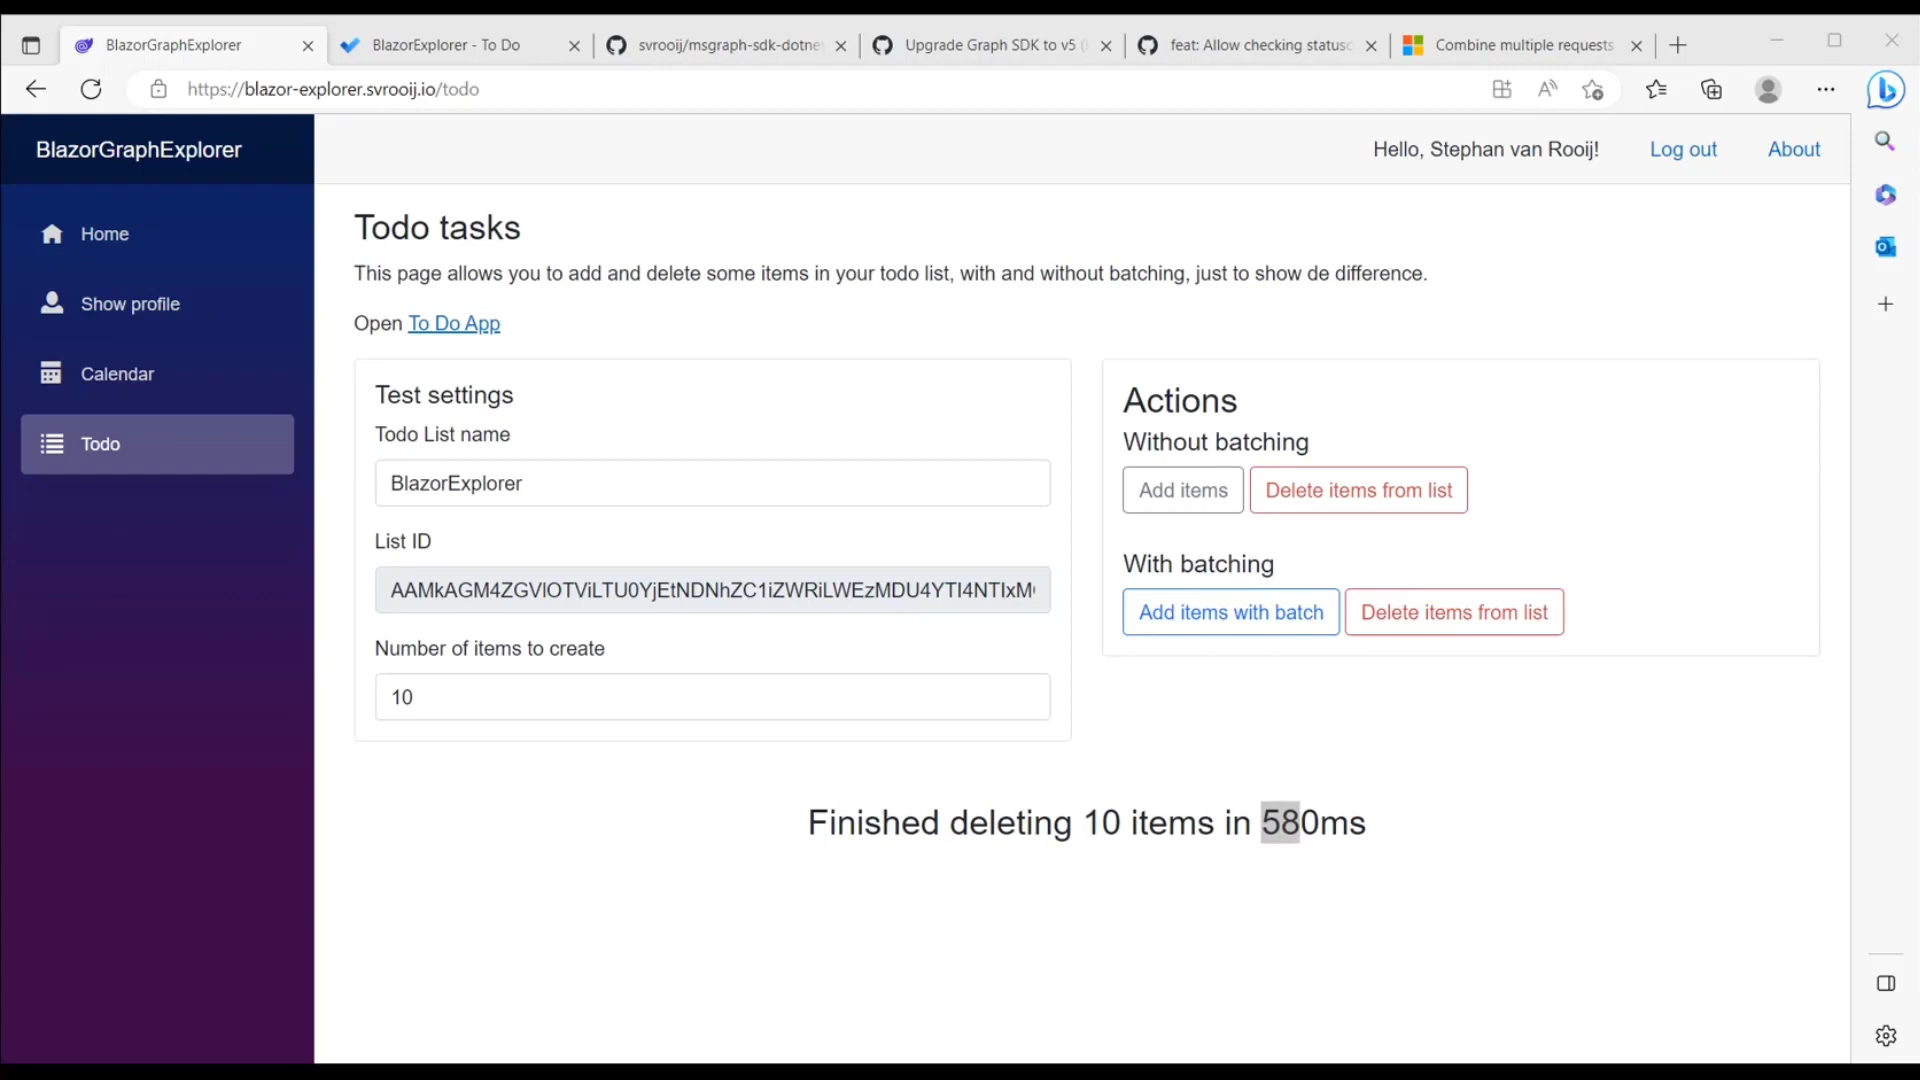 BlazorGraphExplorer
BlazorExplorer - To Do
svrooij/msgraph-sdk-dotne
Upgrade Graph SDK to v5
feat: Allow checking statusc
Combine multiple requests
https://blazor-explorer.svrooij.io/todo
BlazorGraphExplorer
Hello, Stephan van Rooij!
Log out
About
Home
Show profile
Calendar
Todo
Todo tasks
This page allows you to add and delete some items in your todo list, with and without batching, just to show de difference.
Open To Do App
Test settings
Todo List name
BlazorExplorer
List ID
AAMkAGM4ZGVlOTViLTU0YjEtNDNhZC1iZWRiLWEzMDU4YTI4NTIxM
Number of items to create
10
Actions
Without batching
Add items
Delete items from list
With batching
Add items with batch
Delete items from list
Finished deleting 10 items in 580ms